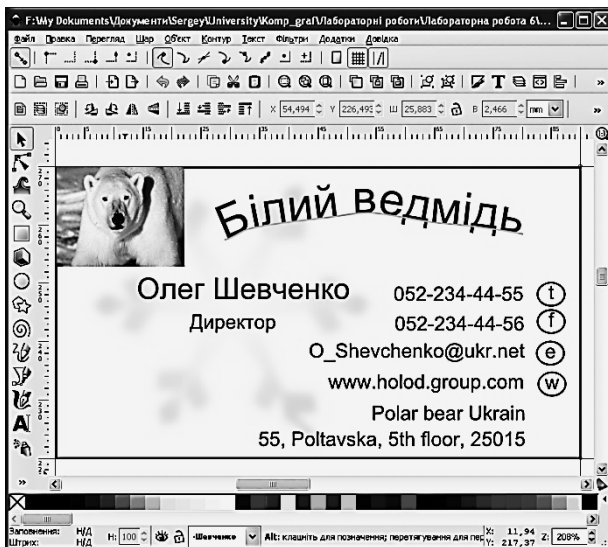 F:\My Dokuments\Документи\Sergey\University\Komp_graf\Лабораторні роботи\Лабораторна робота 6\...
Файл Правка Перегляд Шар Об'єкт Контур Текст Фільтри Додатки Довідка
X 54,494 Y 226,493 Ш 25,883 В 2,466 mm
Білий ведмідь
Олег Шевченко
Директор
052-234-44-55 t
052-234-44-56 f
O_Shevchenko@ukr.net e
www.holod.group.com w
Polar bear Ukrain
55, Poltavska, 5th floor, 25015
Заповнення: Н/Д
Штрих: Н/Д
Н: 100
Шевченко
Alt: клацніть для позначення; перетягування для пер
X: 11,94
Y: 217,37
Z: 208%